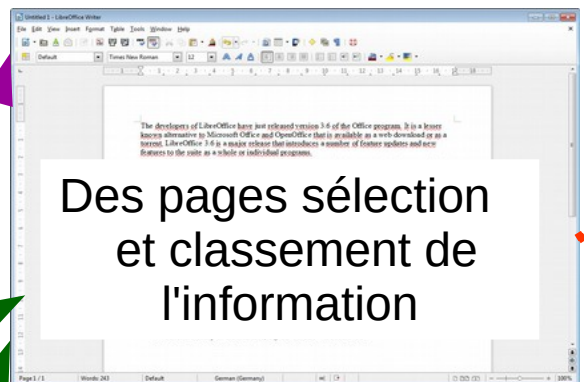 Untitled 1 - LibreOffice Writer
File Edit View Insert Format Table Tools Window Help
Default Times New Roman 12
The developers of LibreOffice have just released version 3.6 of the Office program. It is a lesser
known alternative to Microsoft Office and OpenOffice that is available as a web download or as a
torrent. LibreOffice 3.6 is a major release that introduces a number of feature updates and new
features to the suite as a whole or individual programs.
Des pages sélection
et classement de
l'information
Page 1 / 1 Words: 243 Default German (Germany) 100%